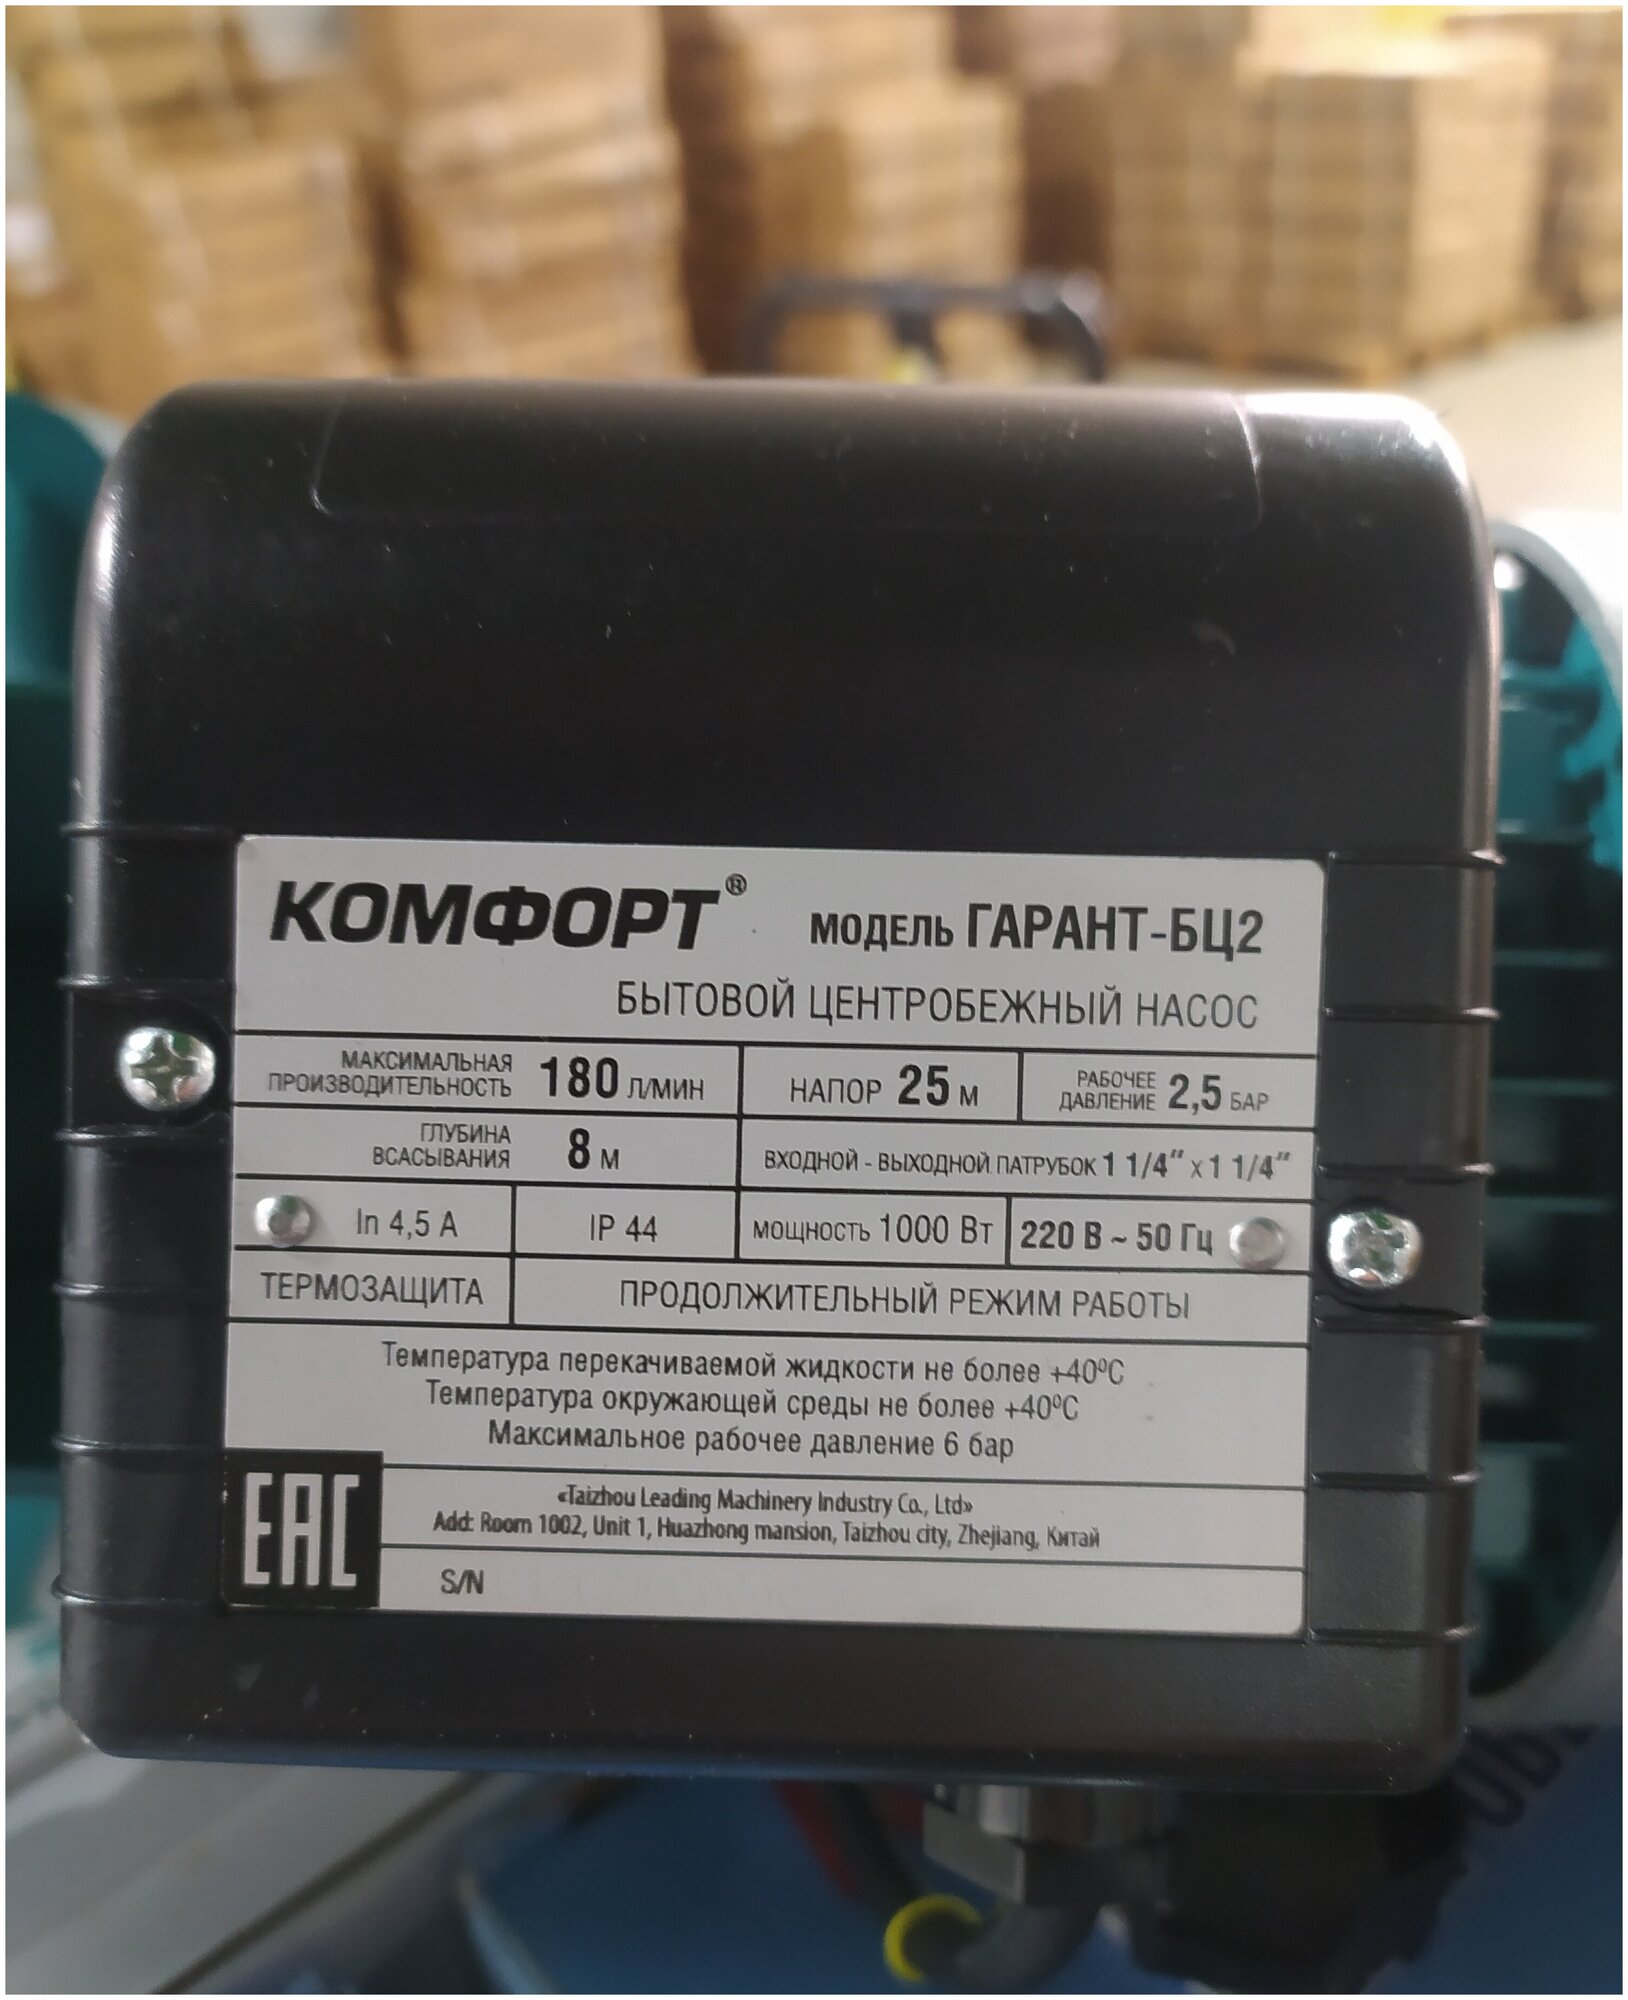 КОМФОРТ® МОДЕЛЬ ГАРАНТ-БЦ2
БЫТОВОЙ ЦЕНТРОБЕЖНЫЙ НАСОС
МАКСИМАЛЬНАЯ ПРОИЗВОДИТЕЛЬНОСТЬ 180 Л/МИН
НАПОР 25 М
РАБОЧЕЕ ДАВЛЕНИЕ 2,5 БАР
ГЛУБИНА ВСАСЫВАНИЯ 8 М
ВХОДНОЙ - ВЫХОДНОЙ ПАТРУБОК 1 1/4" x 1 1/4"
In 4,5 А
IP 44
МОЩНОСТЬ 1000 Вт
220 В ~ 50 Гц
ТЕРМОЗАЩИТА
ПРОДОЛЖИТЕЛЬНЫЙ РЕЖИМ РАБОТЫ
Температура перекачиваемой жидкости не более +40ºС
Температура окружающей среды не более +40ºС
Максимальное рабочее давление 6 бар
EAC
«Taizhou Leading Machinery Industry Co., Ltd»
Add: Room 1002, Unit 1, Huazhong mansion, Taizhou city, Zhejiang, Китай
S/N